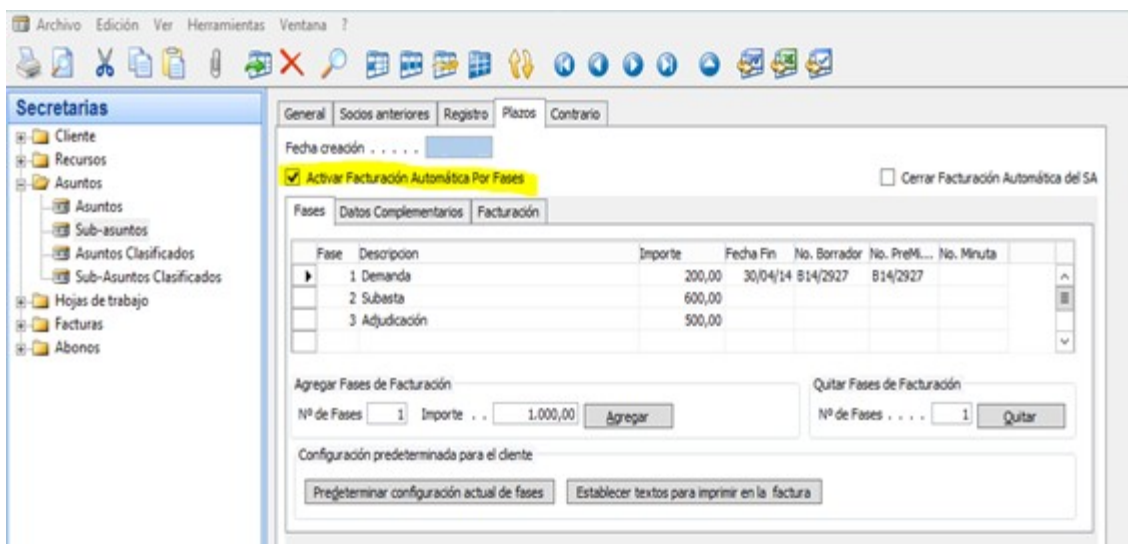 Archivo Edición Ver Herramientas Ventana ?
Secretarias
Cliente
Recursos
Asuntos
Asuntos
Sub-asuntos
Asuntos Clasificados
Sub-Asuntos Clasificados
Hojas de trabajo
Facturas
Abonos
General Socios anteriores Registro Plazos Contrario
Fecha creación . . . . .
Activar Facturación Automática Por Fases
Cerrar Facturación Automática del SA
Fases Datos Complementarios Facturación
Fase Descripcion Importe Fecha Fin No. Borrador No. PreMi... No. Minuta
1 Demanda 200,00 30/04/14 B14/2927 B14/2927
2 Subasta 600,00
3 Adjudicación 500,00
Agregar Fases de Facturación
Nº de Fases 1 Importe . . 1.000,00 Agregar
Quitar Fases de Facturación
Nº de Fases . . . . 1 Quitar
Configuración predeterminada para el cliente
Predeterminar configuración actual de fases
Establecer textos para imprimir en la factura